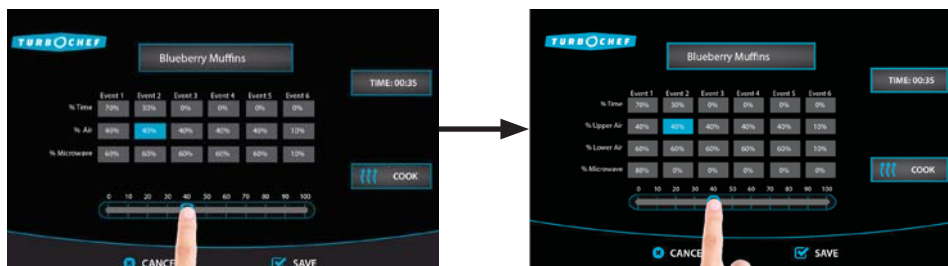 TURBOCHEF
Blueberry Muffins
TIME: 00:35
Event 1 Event 2 Event 3 Event 4 Event 5 Event 6
% Time 70% 30% 0% 0% 0% 0%
% Air 40% 40% 40% 40% 40% 10%
% Microwave 60% 60% 60% 60% 60% 10%
COOK
0 10 20 30 40 50 60 70 80 90 100
CANCE
SAVE
TURBOCHEF
Blueberry Muffins
TIME: 00:35
Event 1 Event 2 Event 3 Event 4 Event 5 Event 6
% Time 70% 30% 0% 0% 0% 0%
% Upper Air 40% 40% 40% 40% 40% 10%
% Lower Air 60% 60% 60% 60% 60% 10%
% Microwave 80% 0% 0% 0% 0% 0%
COOK
0 10 20 30 40 50 60 70 80 90 100
CANCE
SAVE